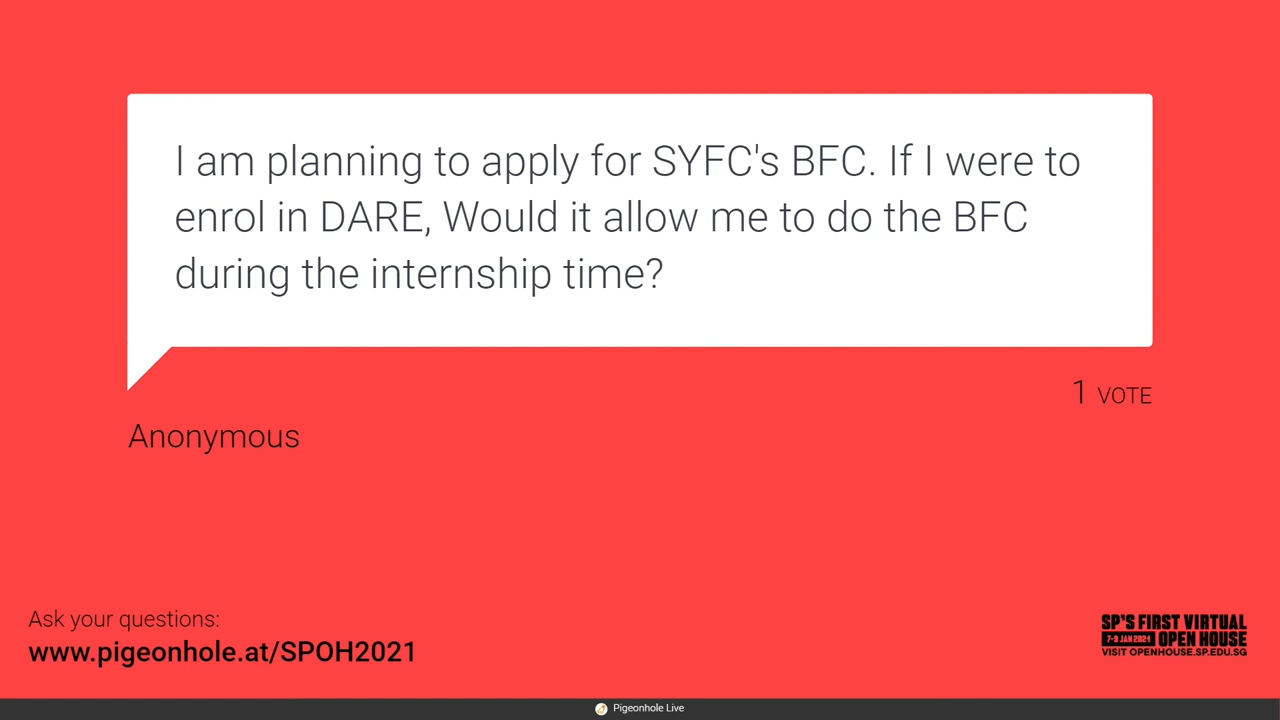 I am planning to apply for SYFC's BFC. If I were to
enrol in DARE, Would it allow me to do the BFC
during the internship time?
1 VOTE
Anonymous
Ask your questions:
www.pigeonhole.at/SPOH2021
SP'S FIRST VIRTUAL
7-9 JAN 2021 OPEN HOUSE
VISIT OPENHOUSE.SP.EDU.SG
Pigeonhole Live